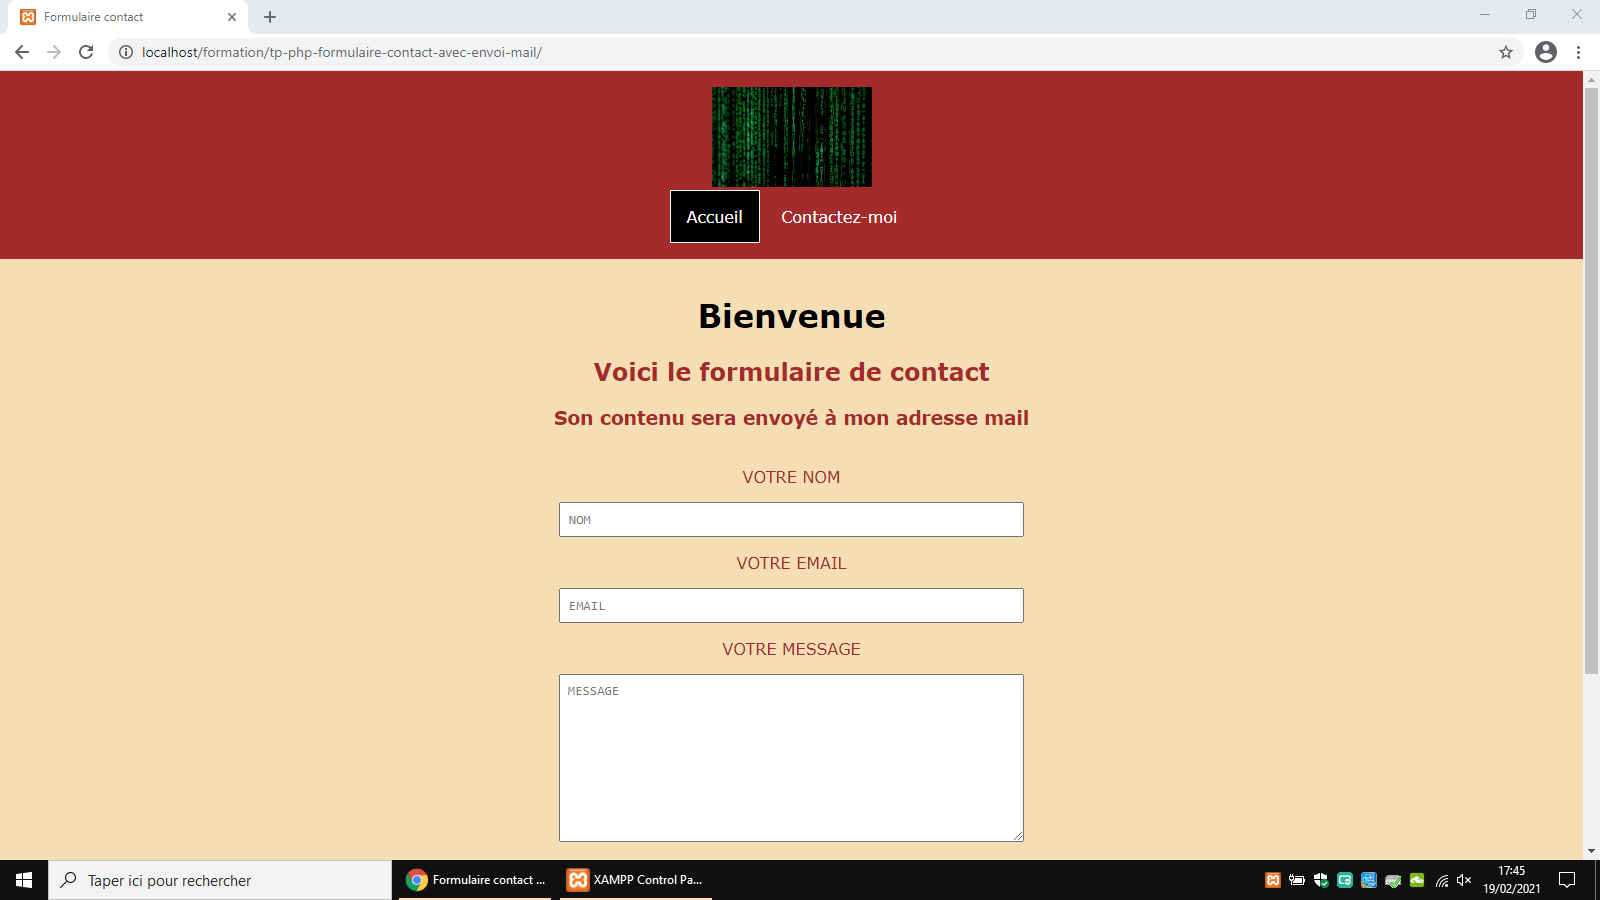 Formulaire contact
localhost/formation/tp-php-formulaire-contact-avec-envoi-mail/
Accueil Contactez-moi
Bienvenue
Voici le formulaire de contact
Son contenu sera envoyé à mon adresse mail
VOTRE NOM
NOM
VOTRE EMAIL
EMAIL
VOTRE MESSAGE
MESSAGE
Taper ici pour rechercher
Formulaire contact ...
XAMPP Control Pa...
17:45
19/02/2021